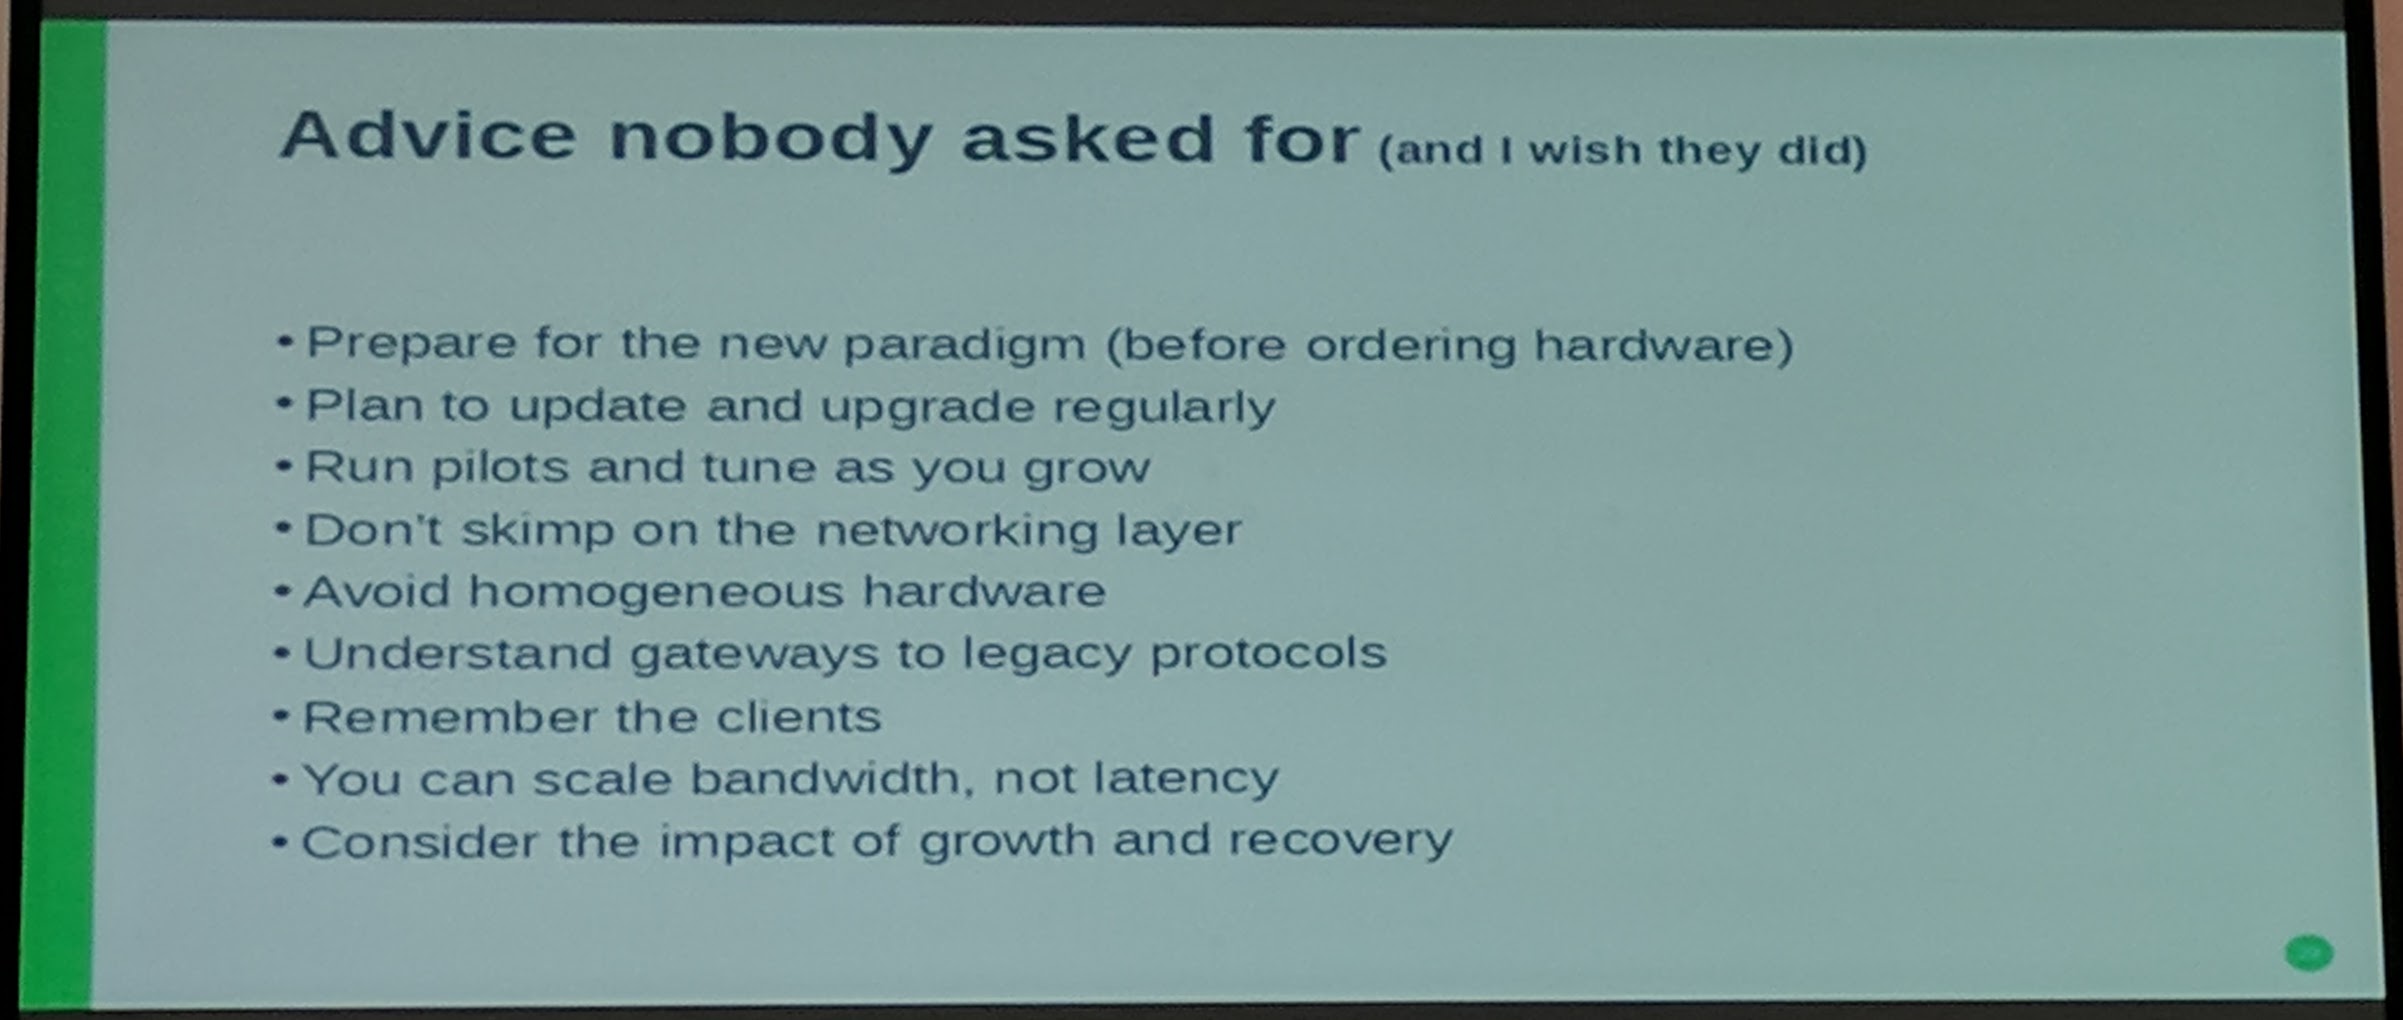 Advice nobody asked for (and I wish they did)
• Prepare for the new paradigm (before ordering hardware)
• Plan to update and upgrade regularly
• Run pilots and tune as you grow
• Don't skimp on the networking layer
• Avoid homogeneous hardware
• Understand gateways to legacy protocols
• Remember the clients
• You can scale bandwidth, not latency
• Consider the impact of growth and recovery